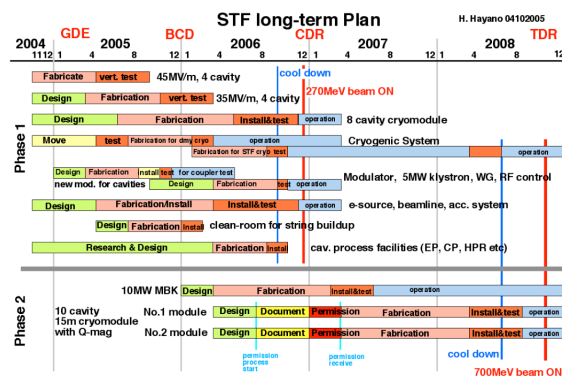 STF long-term Plan
H. Hayano 04102005
GDE BCD CDR TDR
2004 2005 2006 2007 2008
11 12 1 4 8 12 1 4 8 12 1 4 8 12 1 4 8 12
cool down
270MeV beam ON
Phase 1
Fabricate vert. test 45MV/m, 4 cavity
Design Fabrication vert. test 35MV/m, 4 cavity
Design Fabrication Install&test operation 8 cavity cryomodule
Move test Fabrication for dmy cryo operation Cryogenic System
Fabrication for STF cryo test operation
Design Fabrication install test for coupler test
Modulator, 5MW klystron, WG, RF control
new mod. for cavities Design Fabrication test operation
Design Fabrication/Install Install&test operation e-source, beamline, acc. system
Design Fabrication Install clean-room for string buildup
Research & Design Fabrication Install cav. process facilities (EP, CP, HPR etc)
Phase 2
10MW MBK Design Fabrication Install&test operation
10 cavity
15m cryomodule
with Q-mag
No.1 module Design Document Permission Fabrication Install&test operation
No.2 module Design Document Permission Fabrication Install&test operation
permission
process
start
permission
receive
cool down
700MeV beam ON